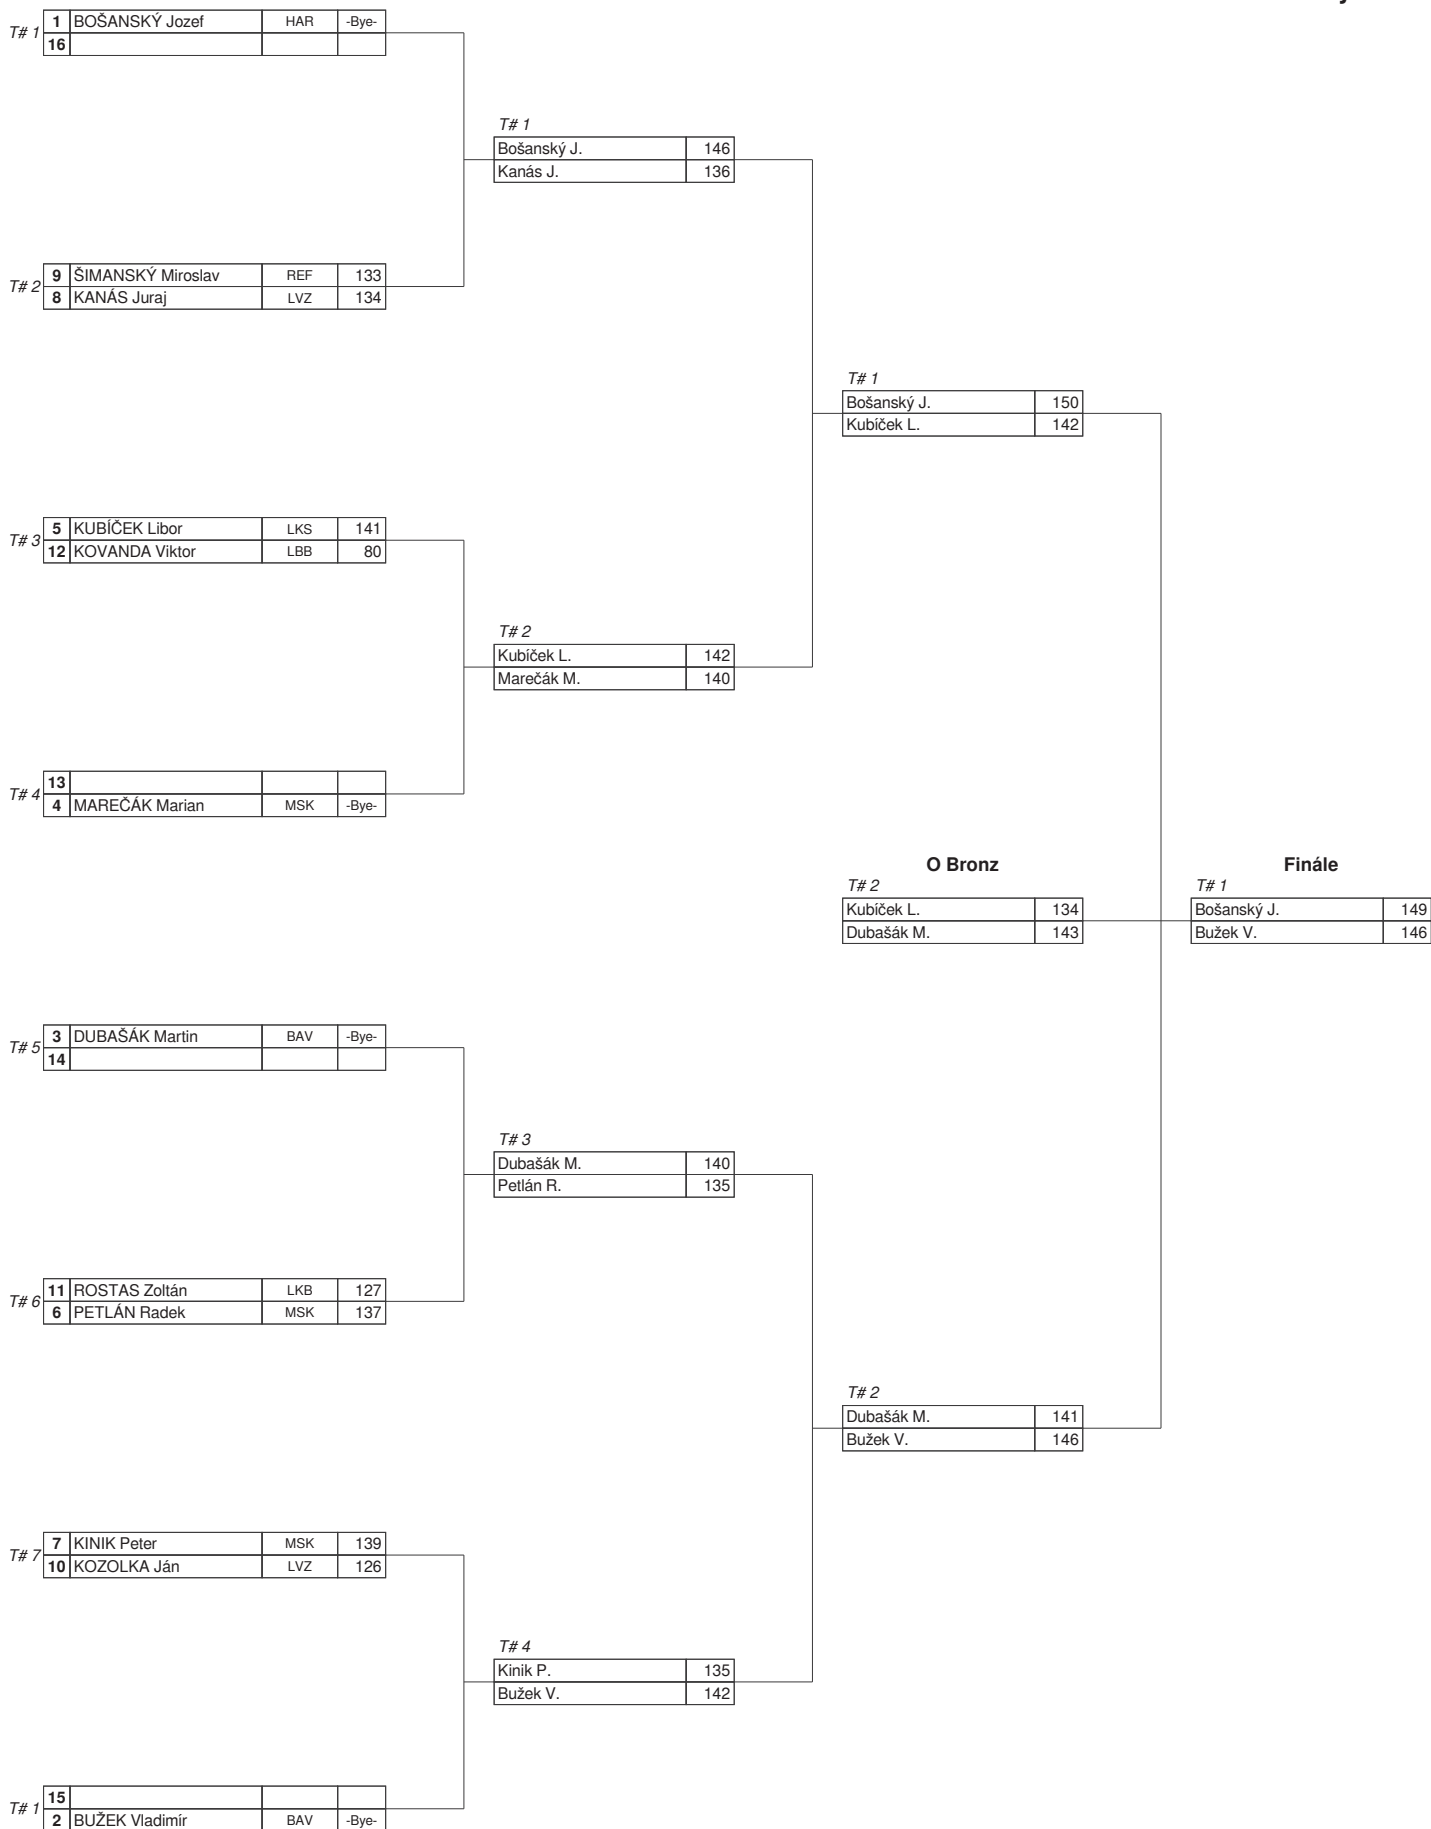 T# 1
1 BOŠANSKÝ Jozef HAR -Bye-
16
T# 1
Bošanský J. 146
Kanás J. 136
T# 2
9 ŠIMANSKÝ Miroslav REF 133
8 KANÁS Juraj LVZ 134
T# 1
Bošanský J. 150
Kubíček L. 142
T# 3
5 KUBÍČEK Libor LKS 141
12 KOVANDA Viktor LBB 80
T# 2
Kubíček L. 142
Marečák M. 140
T# 4
13
4 MAREČÁK Marian MSK -Bye-
O Bronz
T# 2
Kubíček L. 134
Dubašák M. 143
Finále
T# 1
Bošanský J. 149
Bužek V. 146
T# 5
3 DUBAŠÁK Martin BAV -Bye-
14
T# 3
Dubašák M. 140
Petlán R. 135
T# 6
11 ROSTAS Zoltán LKB 127
6 PETLÁN Radek MSK 137
T# 2
Dubašák M. 141
Bužek V. 146
T# 7
7 KINIK Peter MSK 139
10 KOZOLKA Ján LVZ 126
T# 4
Kinik P. 135
Bužek V. 142
T# 1
15
2 BUŽEK Vladimír BAV -Bye-